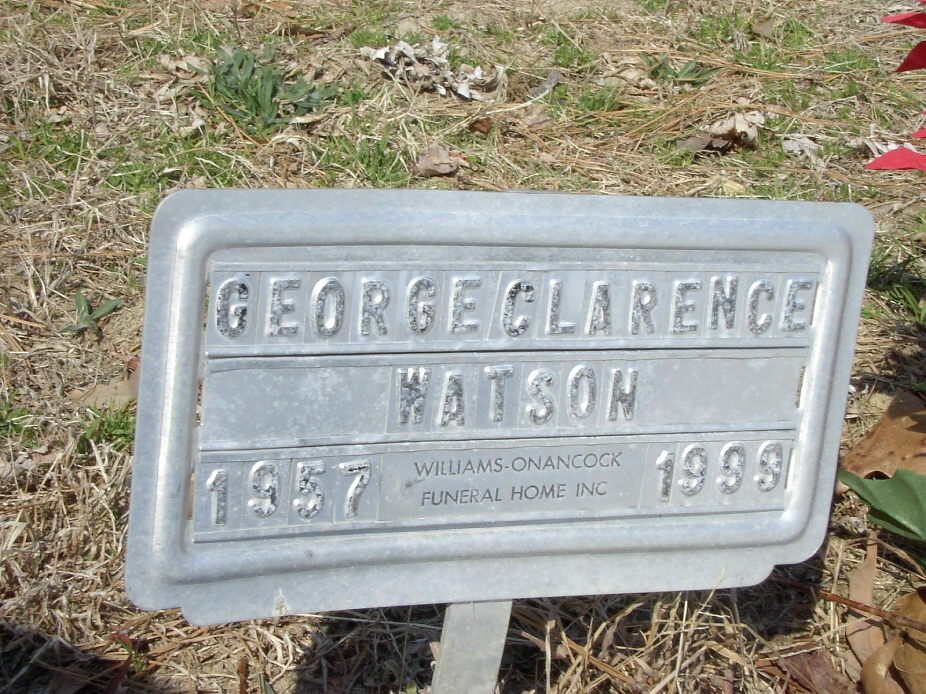 GEORGE CLARENCE
WATSON
1957 WILLIAMS-ONANCOCK 1999
FUNERAL HOME INC